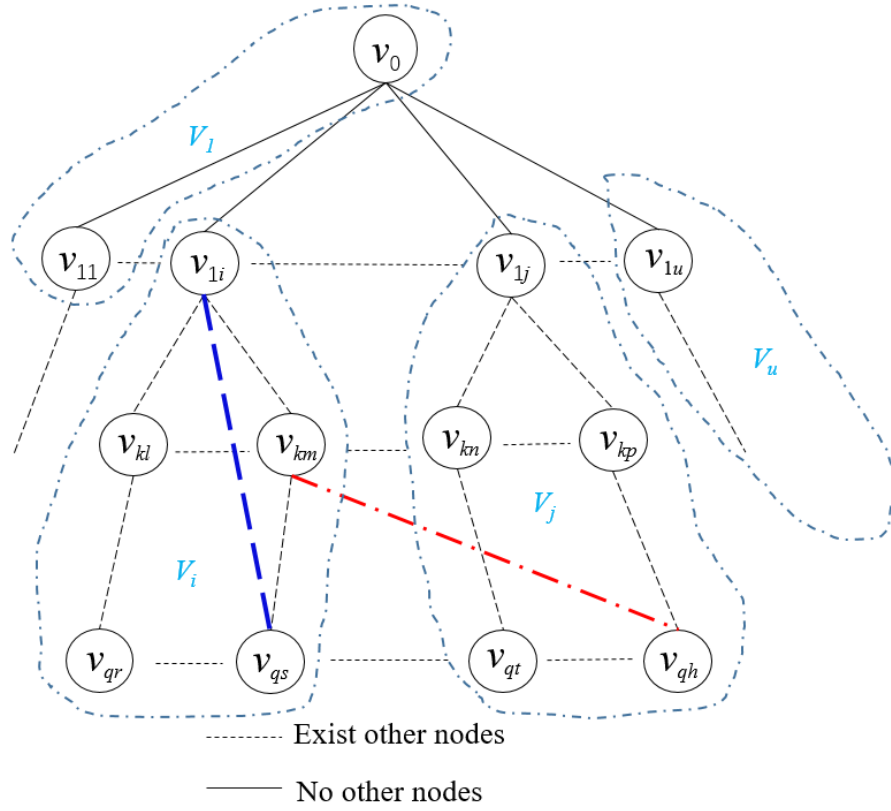 v0
V1
v11 v1i v1j v1u
Vu
vkl vkm vkn vkp
Vj
Vi
vqr vqs vqt vqh
Exist other nodes
No other nodes